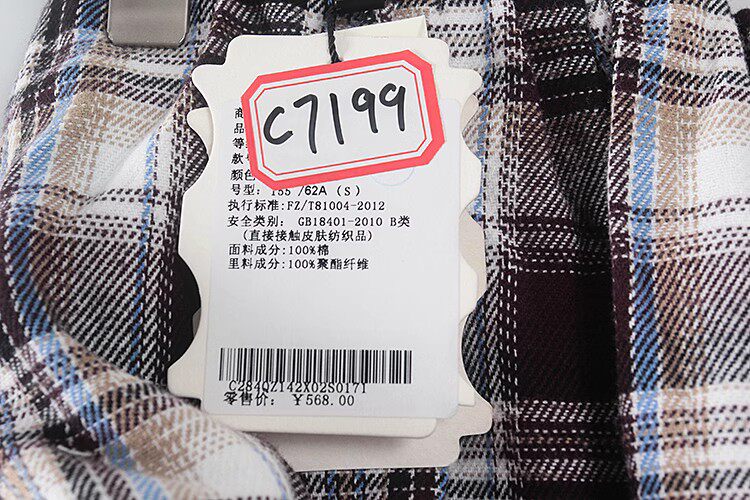 C7199
商
品
等
款号
颜色
号型: 155 /62A (S)
执行标准:FZ/T81004-2012
安全类别: GB18401-2010 B类
(直接接触皮肤纺织品)
面料成分:100%棉
里料成分:100%聚酯纤维
C284QZ142X02S0171
零售价: ¥568.00